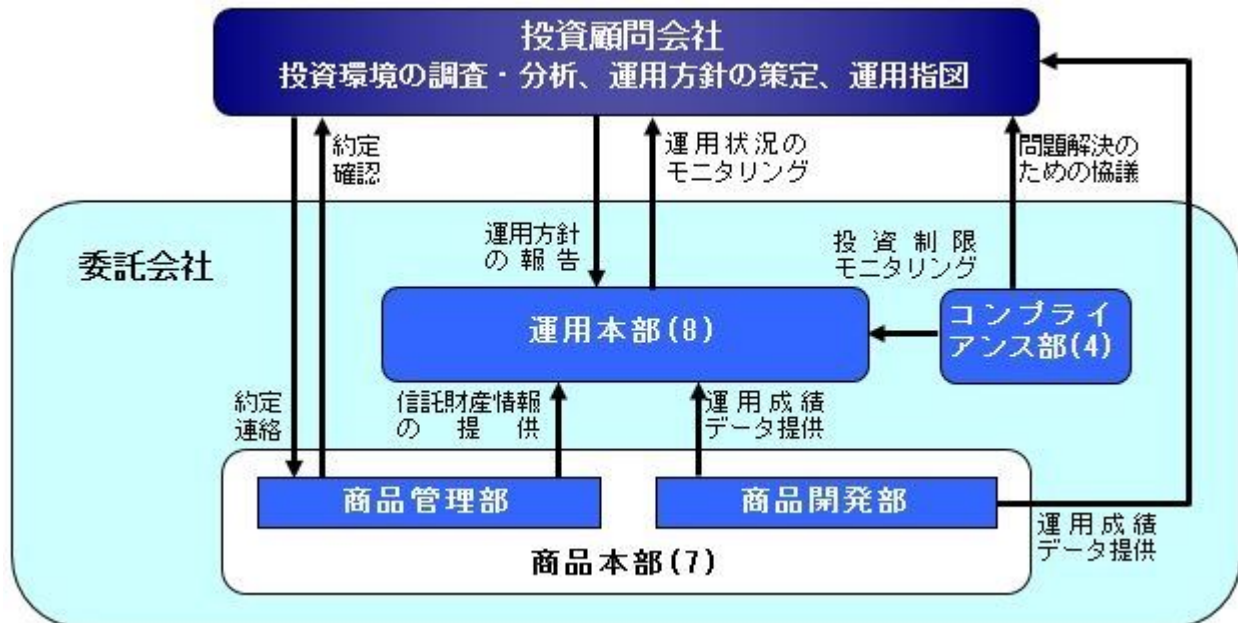 投資顧問会社
投資環境の調査・分析、運用方針の策定、運用指図
約定
確認
運用状況の
モニタリング
問題解決の
ための協議
委託会社
運用方針
の報告
投資制限
モニタリング
運用本部(8)
コンプライ
アンス部(4)
約定
連絡
信託財産情報
の提供
運用成績
データ提供
商品管理部
商品開発部
運用成績
データ提供
商品本部(7)